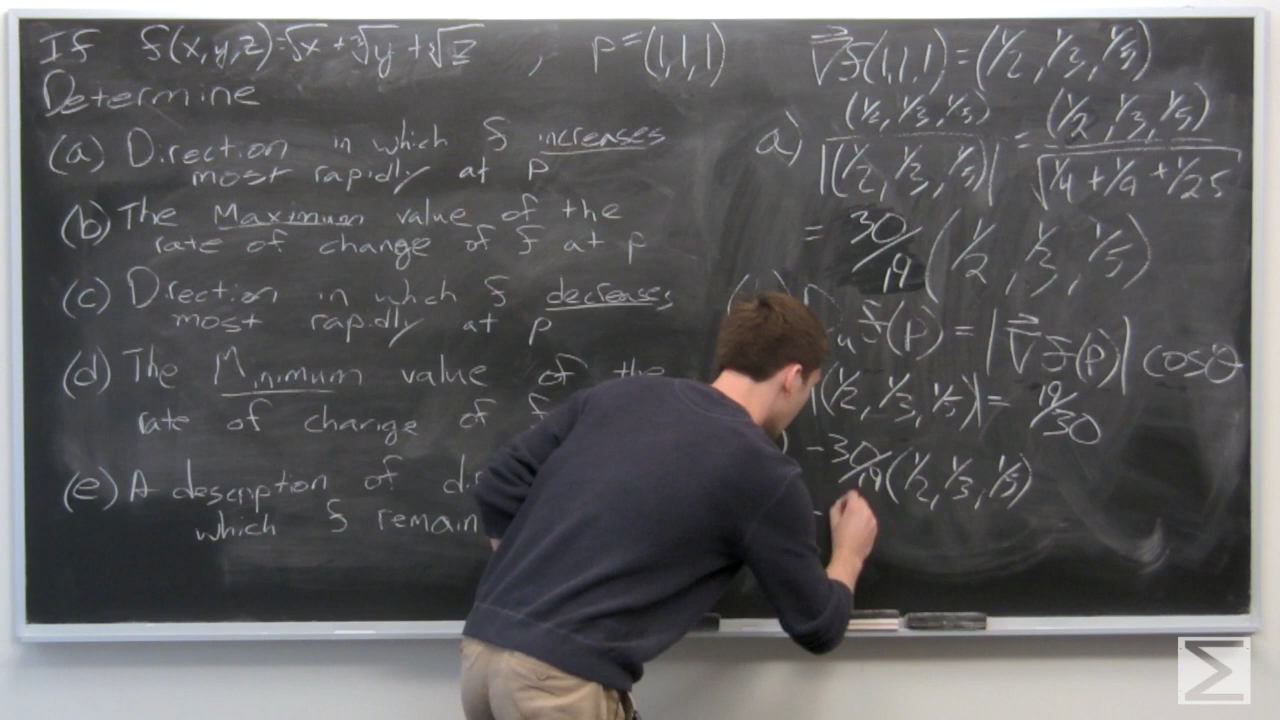 If f(x,y,z)=√x + ∛y + ⁵√z , P=(1,1,1)
Determine
(a) Direction in which f increases
most rapidly at P
(b) The Maximum value of the
rate of change of f at P
(c) Direction in which f decreases
most rapidly at P
(d) The Minimum value of the
rate of change of f
(e) A description of
which f remain
∇⃗f(1,1,1) = (1/2, 1/3, 1/5)
a) (1/2, 1/3, 1/5) / |(1/2, 1/3, 1/5)| = (1/2, 1/3, 1/5) / √(1/4 + 1/9 + 1/25)
= 30/19 (1/2, 1/3, 1/5)
u f(P) = |∇⃗f(P)| cosθ
|(1/2, 1/3, 1/5)| = 19/30
) -30/19 (1/2, 1/3, 1/5)
-
Σ